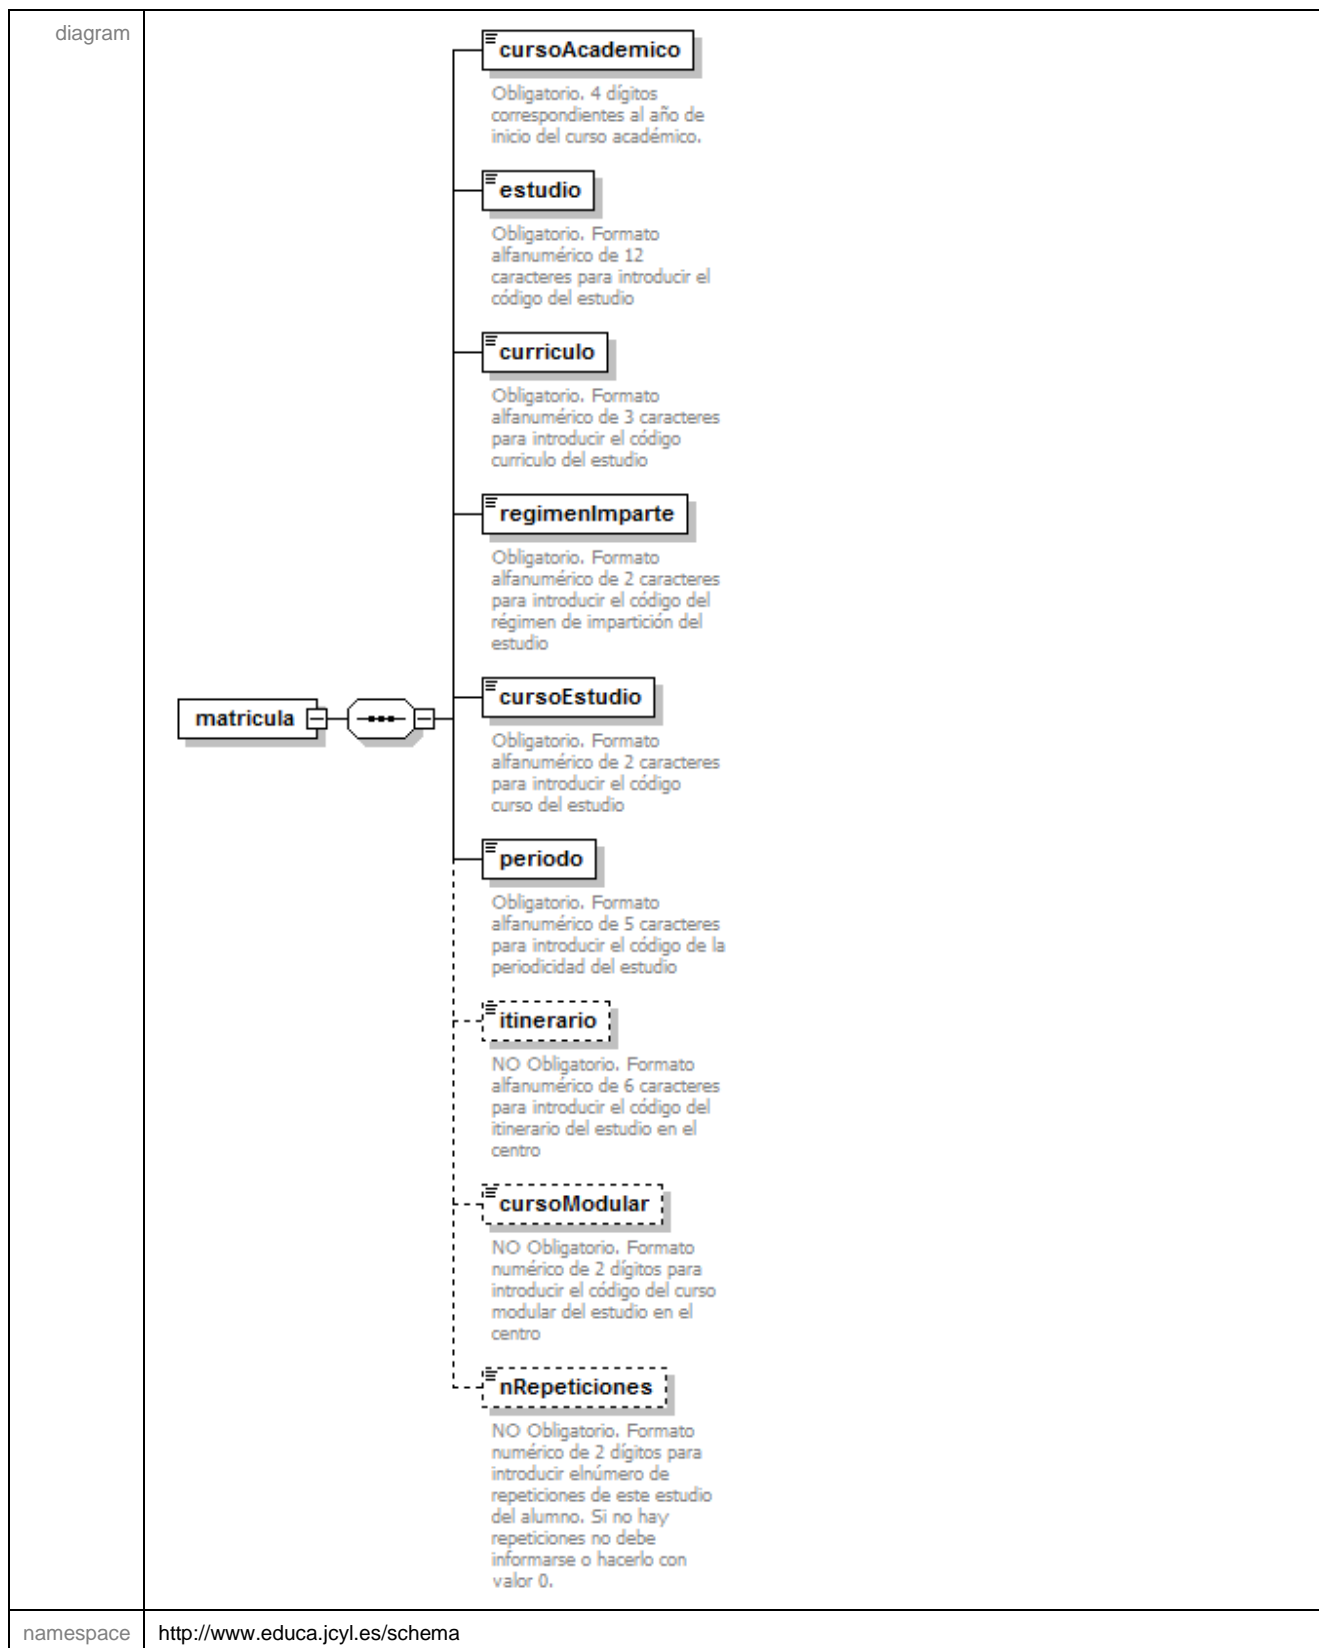 diagram
cursoAcademico
Obligatorio. 4 dígitos
correspondientes al año de
inicio del curso académico.
estudio
Obligatorio. Formato
alfanumérico de 12
caracteres para introducir el
código del estudio
curriculo
Obligatorio. Formato
alfanumérico de 3 caracteres
para introducir el código
curriculo del estudio
regimenImparte
Obligatorio. Formato
alfanumérico de 2 caracteres
para introducir el código del
régimen de impartición del
estudio
matricula
cursoEstudio
Obligatorio. Formato
alfanumérico de 2 caracteres
para introducir el código
curso del estudio
periodo
Obligatorio. Formato
alfanumérico de 5 caracteres
para introducir el código de la
periodicidad del estudio
itinerario
NO Obligatorio. Formato
alfanumérico de 6 caracteres
para introducir el código del
itinerario del estudio en el
centro
cursoModular
NO Obligatorio. Formato
numérico de 2 dígitos para
introducir el código del curso
modular del estudio en el
centro
nRepeticiones
NO Obligatorio. Formato
numérico de 2 dígitos para
introducir elnúmero de
repeticiones de este estudio
del alumno. Si no hay
repeticiones no debe
informarse o hacerlo con
valor 0.
namespace
http://www.educa.jcyl.es/schema